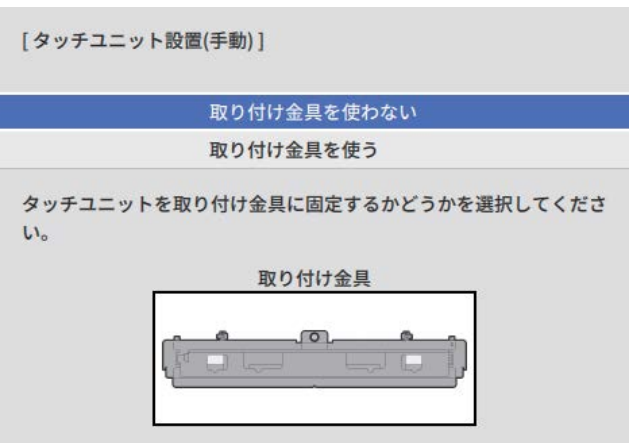 [ タッチユニット設置(手動) ]
取り付け金具を使わない
取り付け金具を使う
タッチユニットを取り付け金具に固定するかどうかを選択してくださ
い。
取り付け金具